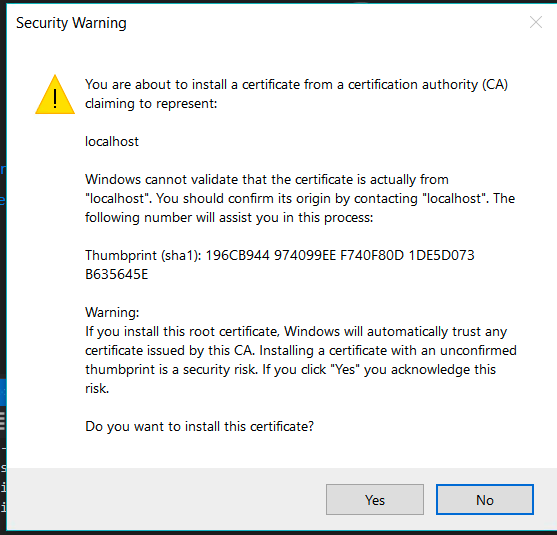 Security Warning
You are about to install a certificate from a certification authority (CA)
claiming to represent:
localhost
Windows cannot validate that the certificate is actually from
"localhost". You should confirm its origin by contacting "localhost". The
following number will assist you in this process:
Thumbprint (sha1): 196CB944 974099EE F740F80D 1DE5D073
B635645E
Warning:
If you install this root certificate, Windows will automatically trust any
certificate issued by this CA. Installing a certificate with an unconfirmed
thumbprint is a security risk. If you click "Yes" you acknowledge this
risk.
Do you want to install this certificate?
Yes
No